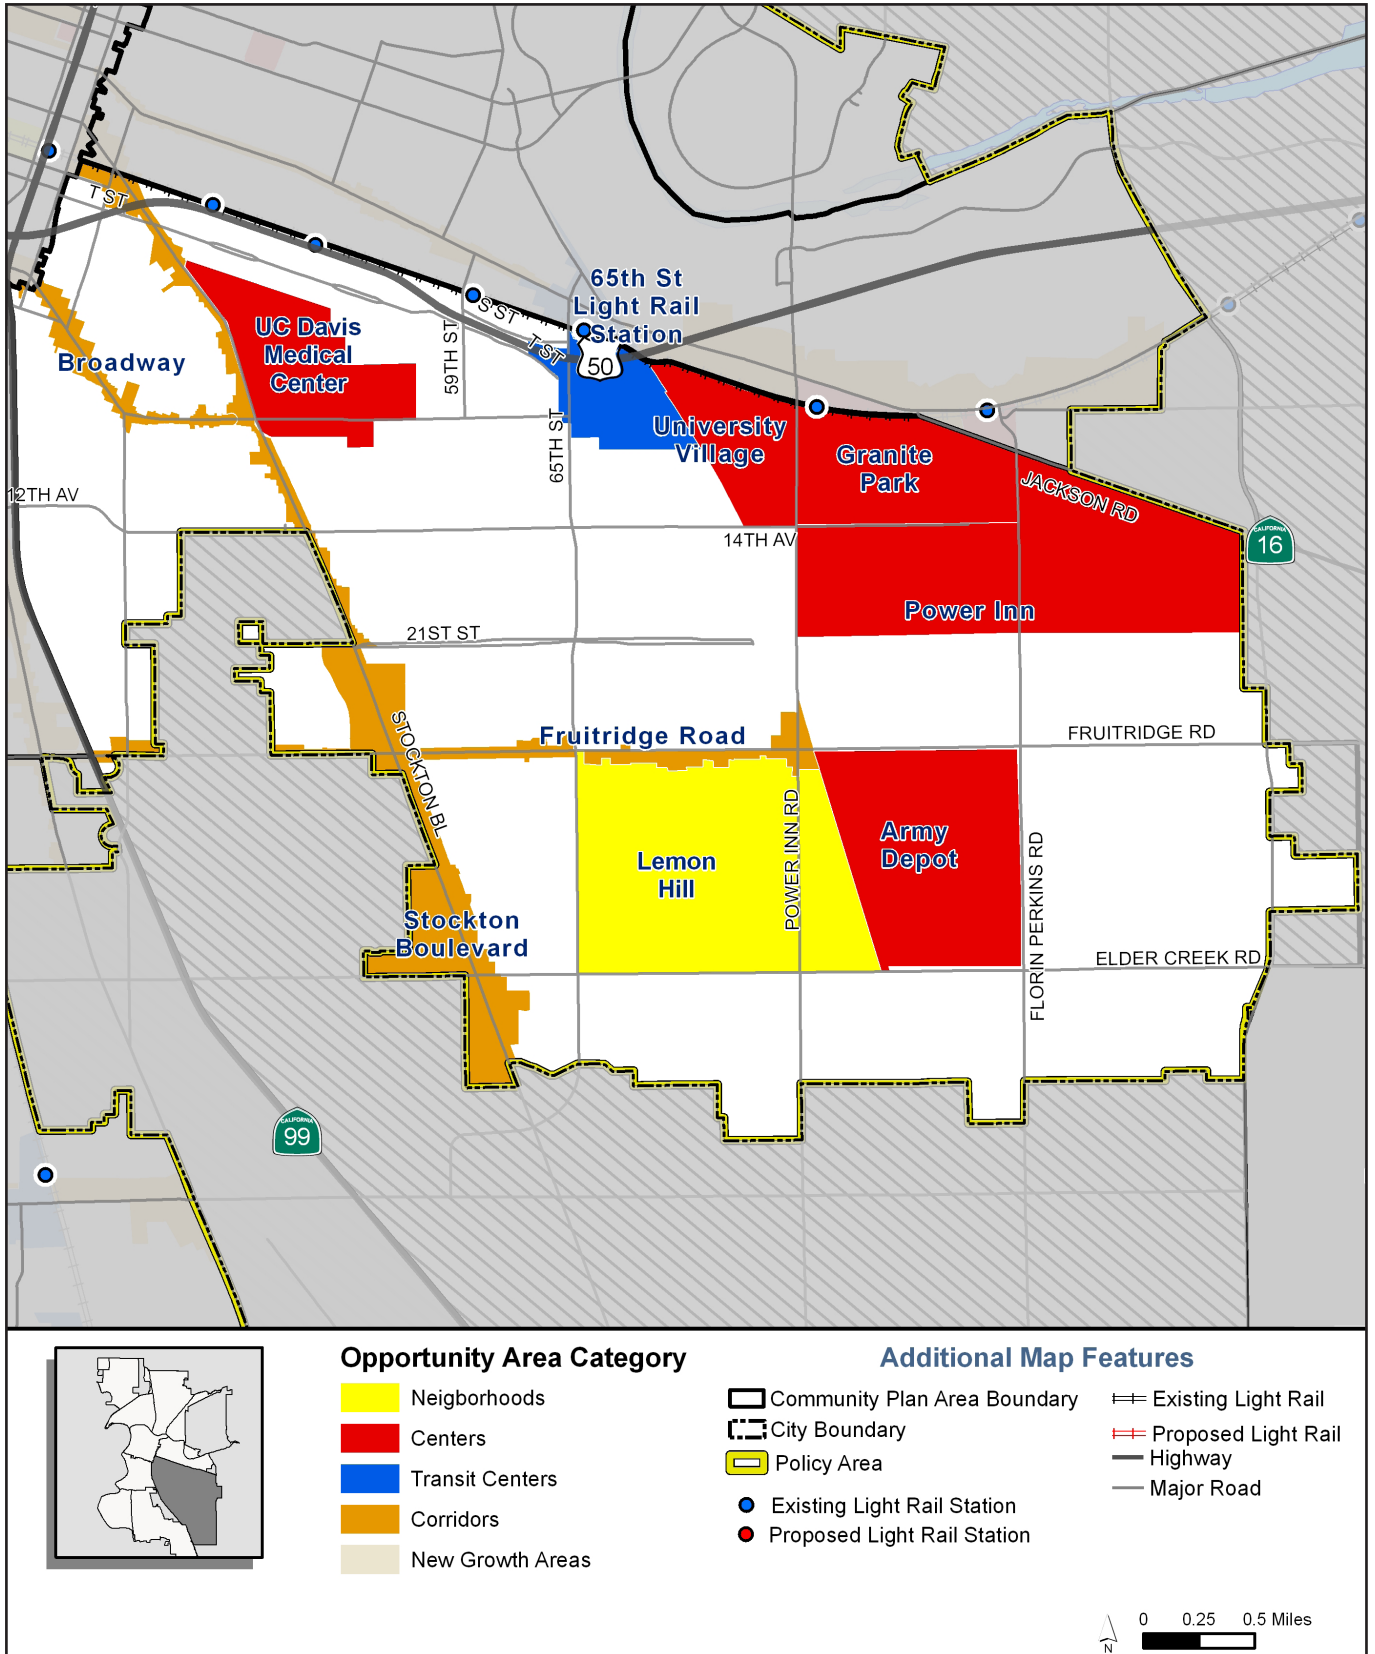 T ST
65th St
Light Rail
Station
S ST
T ST
50
UC Davis
Medical
Center
Broadway
59TH ST
65TH ST
University
Village
Granite
Park
JACKSON RD
12TH AV
14TH AV
CALIFORNIA
16
Power Inn
21ST ST
STOCKTON BL
Fruitridge Road
FRUITRIDGE RD
POWER INN RD
Army
Depot
Lemon
Hill
FLORIN PERKINS RD
Stockton
Boulevard
ELDER CREEK RD
CALIFORNIA
99
Opportunity Area Category
Neigborhoods
Centers
Transit Centers
Corridors
New Growth Areas
Additional Map Features
Community Plan Area Boundary
City Boundary
Policy Area
Existing Light Rail Station
Proposed Light Rail Station
Existing Light Rail
Proposed Light Rail
Highway
Major Road
N
0 0.25 0.5 Miles